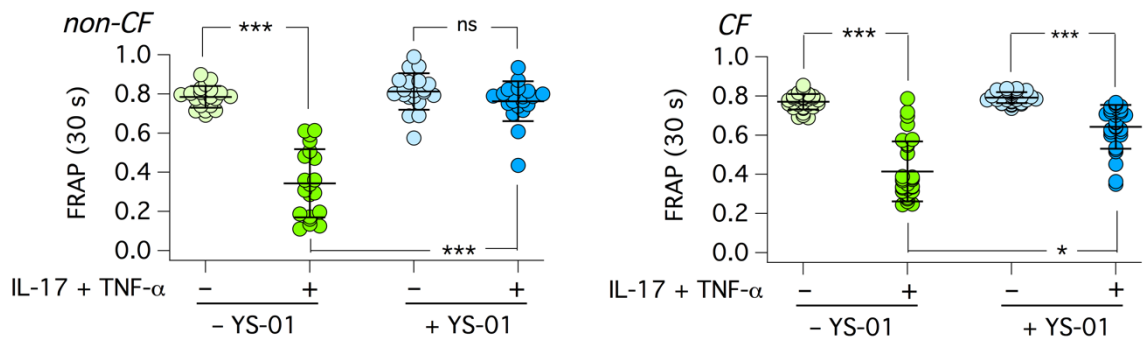 non-CF
*** ns
FRAP (30 s)
1.0
0.8
0.6
0.4
0.2
0.0
***
IL-17 + TNF-α – + – +
– YS-01 + YS-01
CF
*** ***
FRAP (30 s)
1.0
0.8
0.6
0.4
0.2
0.0
*
IL-17 + TNF-α – + – +
– YS-01 + YS-01